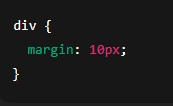 div {
  margin: 10px;
}